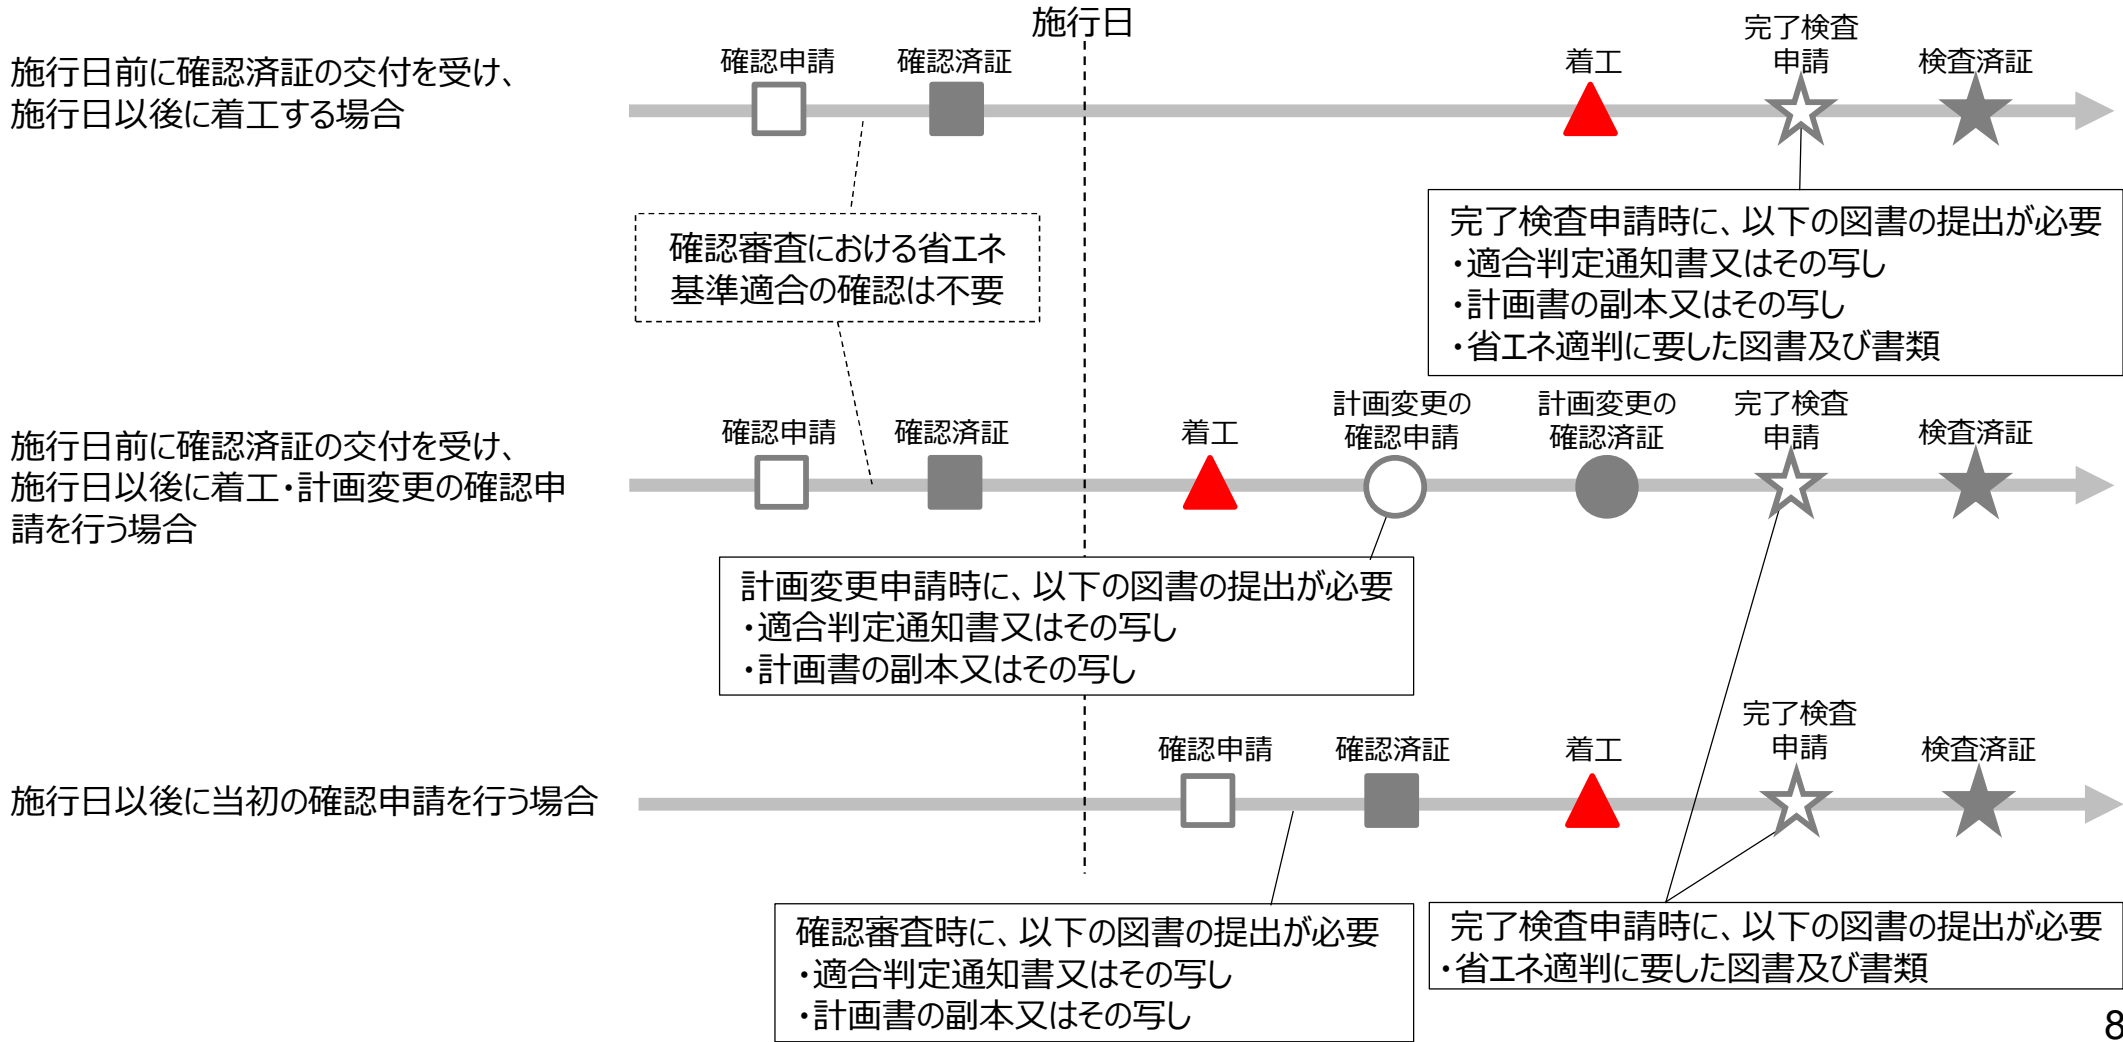 施行日
施行日前に確認済証の交付を受け、
施行日以後に着工する場合
確認申請
確認済証
着工
完了検査
申請
検査済証
確認審査における省エネ
基準適合の確認は不要
完了検査申請時に、以下の図書の提出が必要
・適合判定通知書又はその写し
・計画書の副本又はその写し
・省エネ適判に要した図書及び書類
施行日前に確認済証の交付を受け、
施行日以後に着工・計画変更の確認申
請を行う場合
確認申請
確認済証
着工
計画変更の
確認申請
計画変更の
確認済証
完了検査
申請
検査済証
計画変更申請時に、以下の図書の提出が必要
・適合判定通知書又はその写し
・計画書の副本又はその写し
施行日以後に当初の確認申請を行う場合
確認申請
確認済証
着工
完了検査
申請
検査済証
確認審査時に、以下の図書の提出が必要
・適合判定通知書又はその写し
・計画書の副本又はその写し
完了検査申請時に、以下の図書の提出が必要
・省エネ適判に要した図書及び書類
8